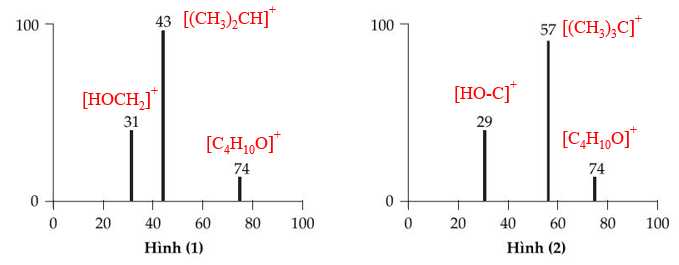 100
43 [(CH₃)₂CH]⁺
[HOCH₂]⁺
31
[C₄H₁₀O]⁺
74
0
0 20 40 60 80 100
Hình (1)
100
57 [(CH₃)₃C]⁺
[HO-C]⁺
29
[C₄H₁₀O]⁺
74
0
0 20 40 60 80 100
Hình (2)